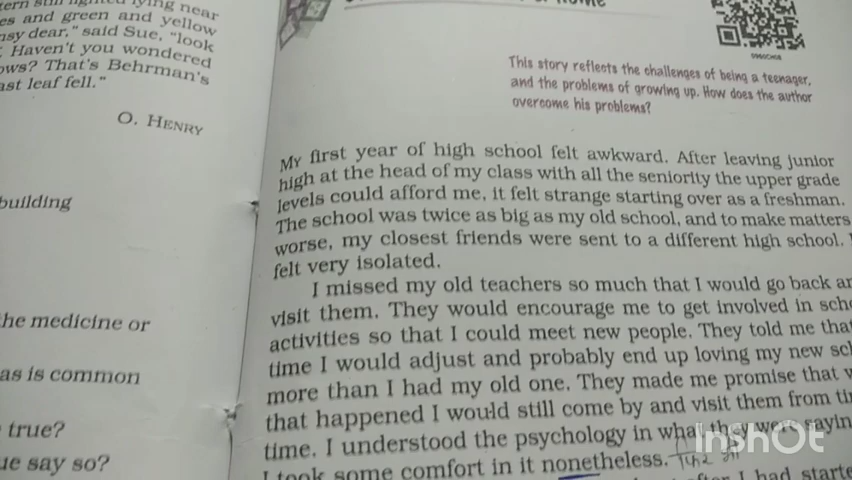 lying near
es and green and yellow
nsy dear," said Sue, "look
Haven't you wondered
ows? That's Behrman's
ast leaf fell."
O. HENRY
building
he medicine or
as is common
true?
ue say so?
This story reflects the challenges of being a teenager,
and the problems of growing up. How does the author
overcome his problems?
My first year of high school felt awkward. After leaving junior
high at the head of my class with all the seniority the upper grade
levels could afford me, it felt strange starting over as a freshman.
The school was twice as big as my old school, and to make matters
worse, my closest friends were sent to a different high school. I
felt very isolated.
I missed my old teachers so much that I would go back an
visit them. They would encourage me to get involved in scho
activities so that I could meet new people. They told me that
time I would adjust and probably end up loving my new sch
more than I had my old one. They made me promise that w
that happened I would still come by and visit them from ti
time. I understood the psychology in what they were sayin
I took some comfort in it nonetheless.
I had starte
InShOt